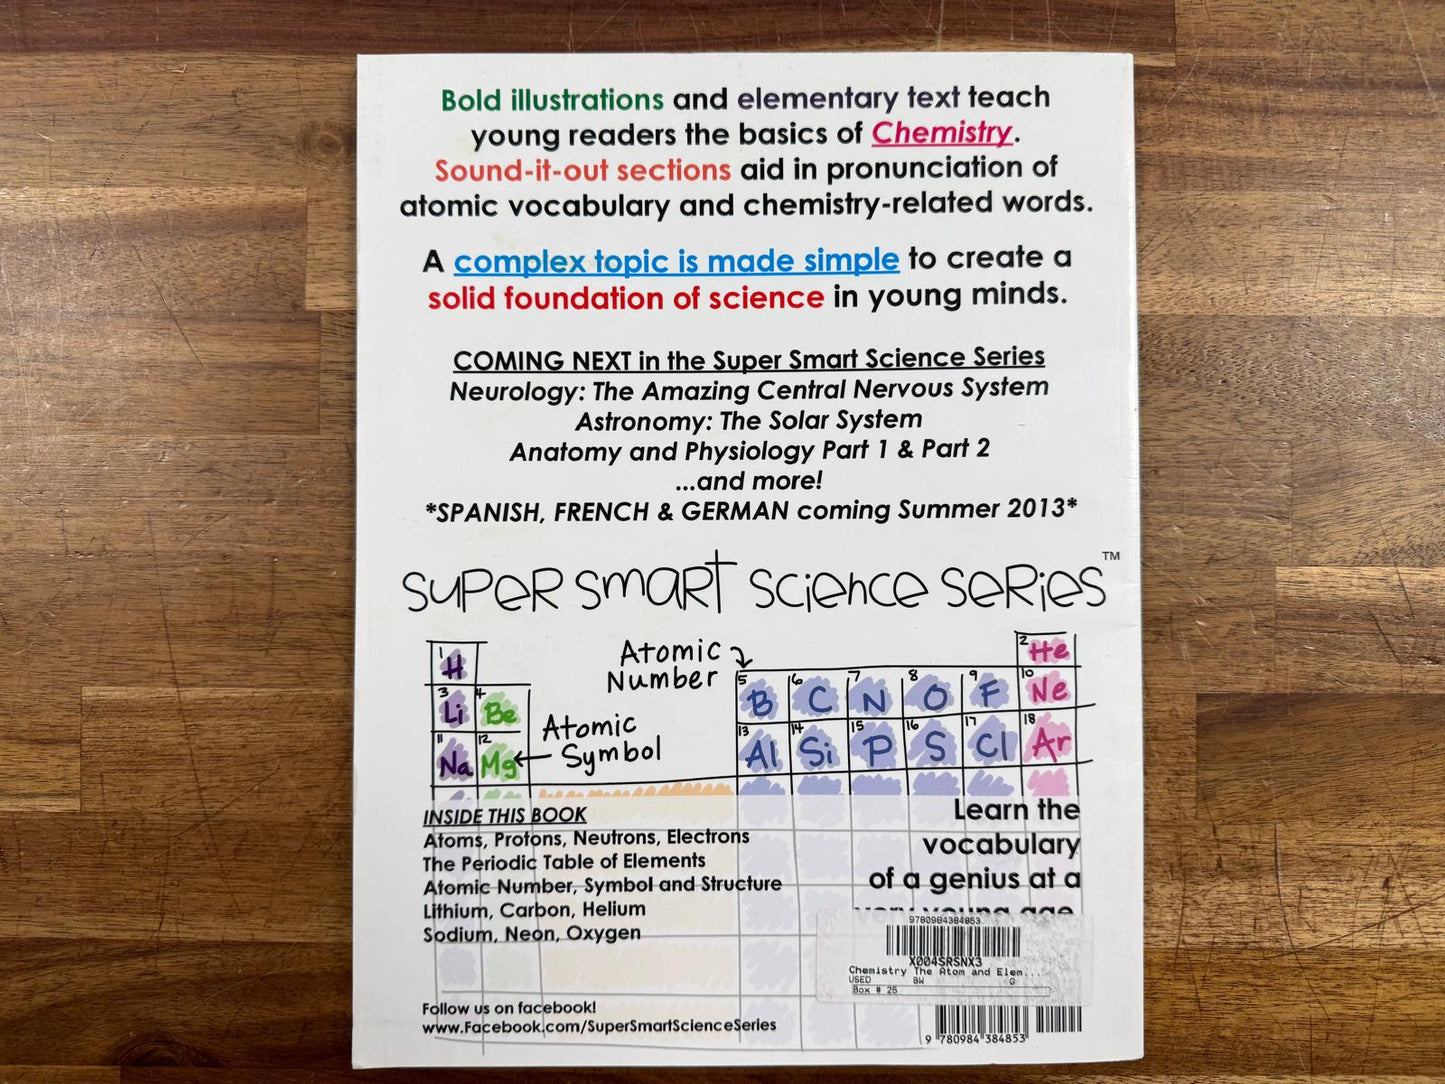 Bold illustrations and elementary text teach
young readers the basics of Chemistry.
Sound-it-out sections aid in pronunciation of
atomic vocabulary and chemistry-related words.
A complex topic is made simple to create a
solid foundation of science in young minds.
COMING NEXT in the Super Smart Science Series
Neurology: The Amazing Central Nervous System
Astronomy: The Solar System
Anatomy and Physiology Part 1 & Part 2
...and more!
*SPANISH, FRENCH & GERMAN coming Summer 2013*
SUPER SMART SCIENCE SERIES™
Atomic
Number
1 H
2 He
3 Li
4 Be
5 B
6 C
7 N
8 O
9 F
10 Ne
Atomic
Symbol
11 Na
12 Mg
13 Al
14 Si
15 P
16 S
17 Cl
18 Ar
INSIDE THIS BOOK
Atoms, Protons, Neutrons, Electrons
The Periodic Table of Elements
Atomic Number, Symbol and Structure
Lithium, Carbon, Helium
Sodium, Neon, Oxygen
Learn the
vocabulary
of a genius at a
very young age
9780984384853
X004SRSNX3
Chemistry The Atom and Elem...
USED BW G
Box # 25
Follow us on facebook!
www.Facebook.com/SuperSmartScienceSeries
9 780984 384853